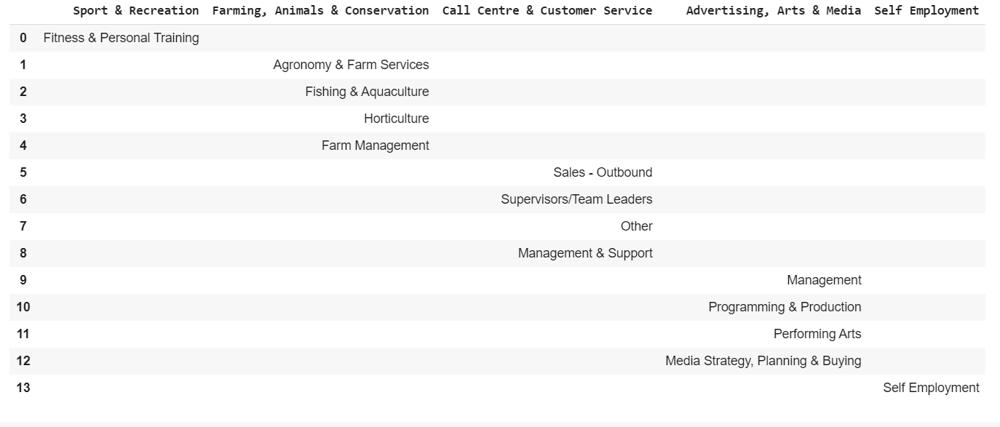 Sport & Recreation Farming, Animals & Conservation Call Centre & Customer Service Advertising, Arts & Media Self Employment
0 Fitness & Personal Training
1 Agronomy & Farm Services
2 Fishing & Aquaculture
3 Horticulture
4 Farm Management
5 Sales - Outbound
6 Supervisors/Team Leaders
7 Other
8 Management & Support
9 Management
10 Programming & Production
11 Performing Arts
12 Media Strategy, Planning & Buying
13 Self Employment